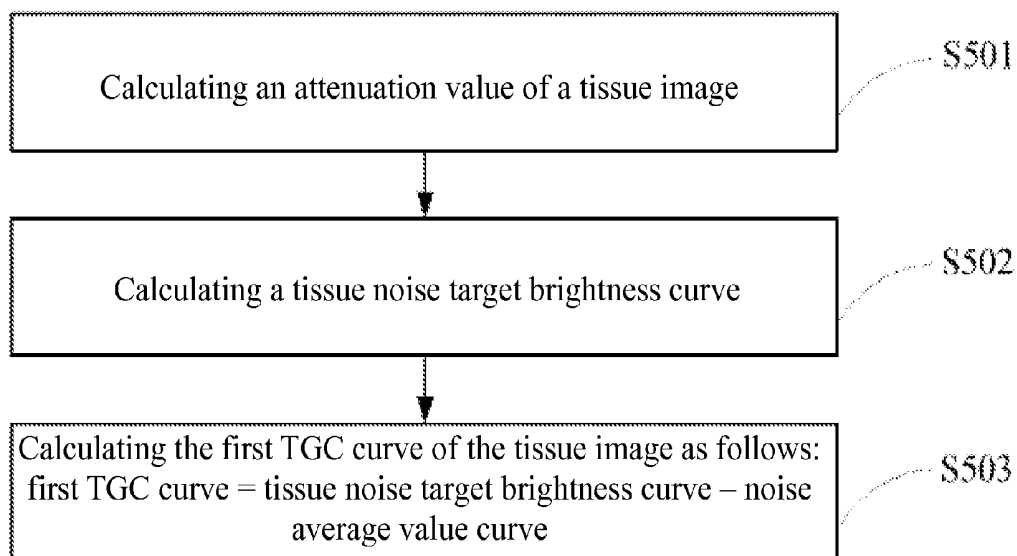 Calculating an attenuation value of a tissue image
S501
Calculating a tissue noise target brightness curve
S502
Calculating the first TGC curve of the tissue image as follows:
first TGC curve = tissue noise target brightness curve – noise
average value curve
S503